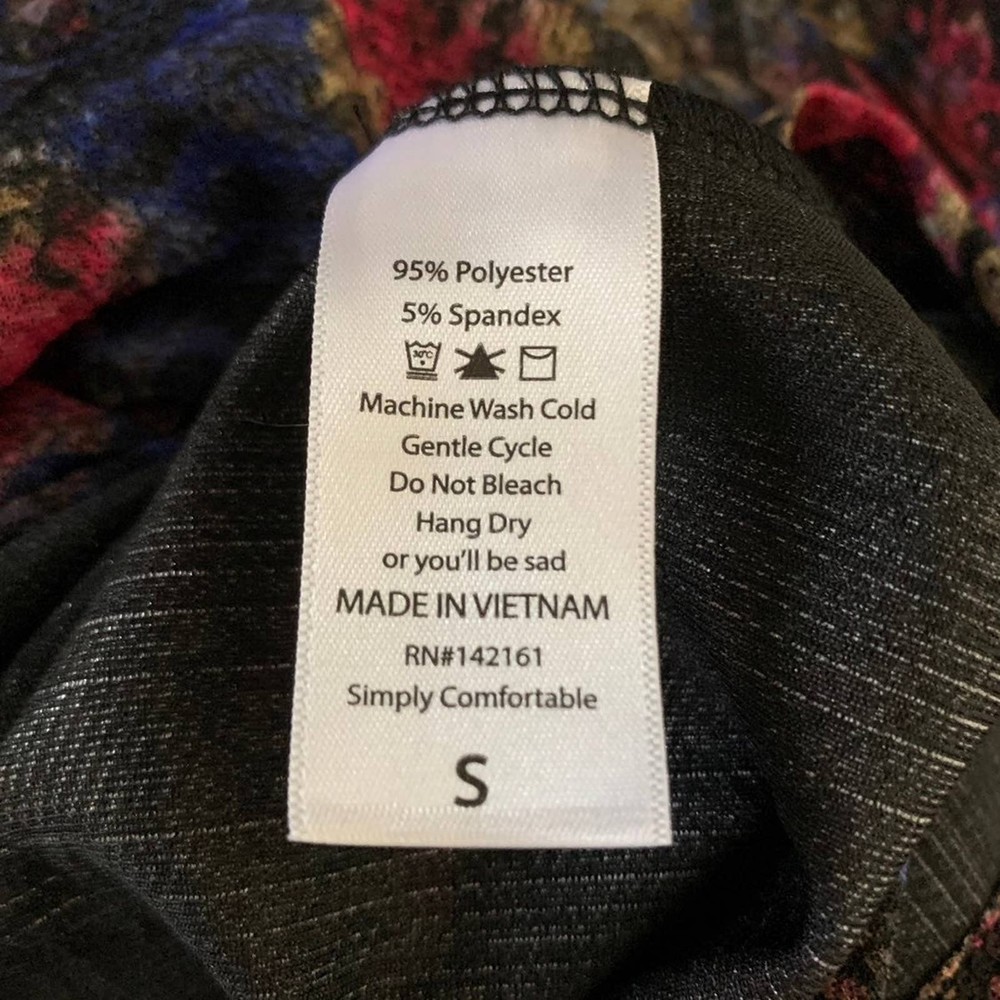 95% Polyester
5% Spandex
30°C
Machine Wash Cold
Gentle Cycle
Do Not Bleach
Hang Dry
or you'll be sad
MADE IN VIETNAM
RN#142161
Simply Comfortable
S